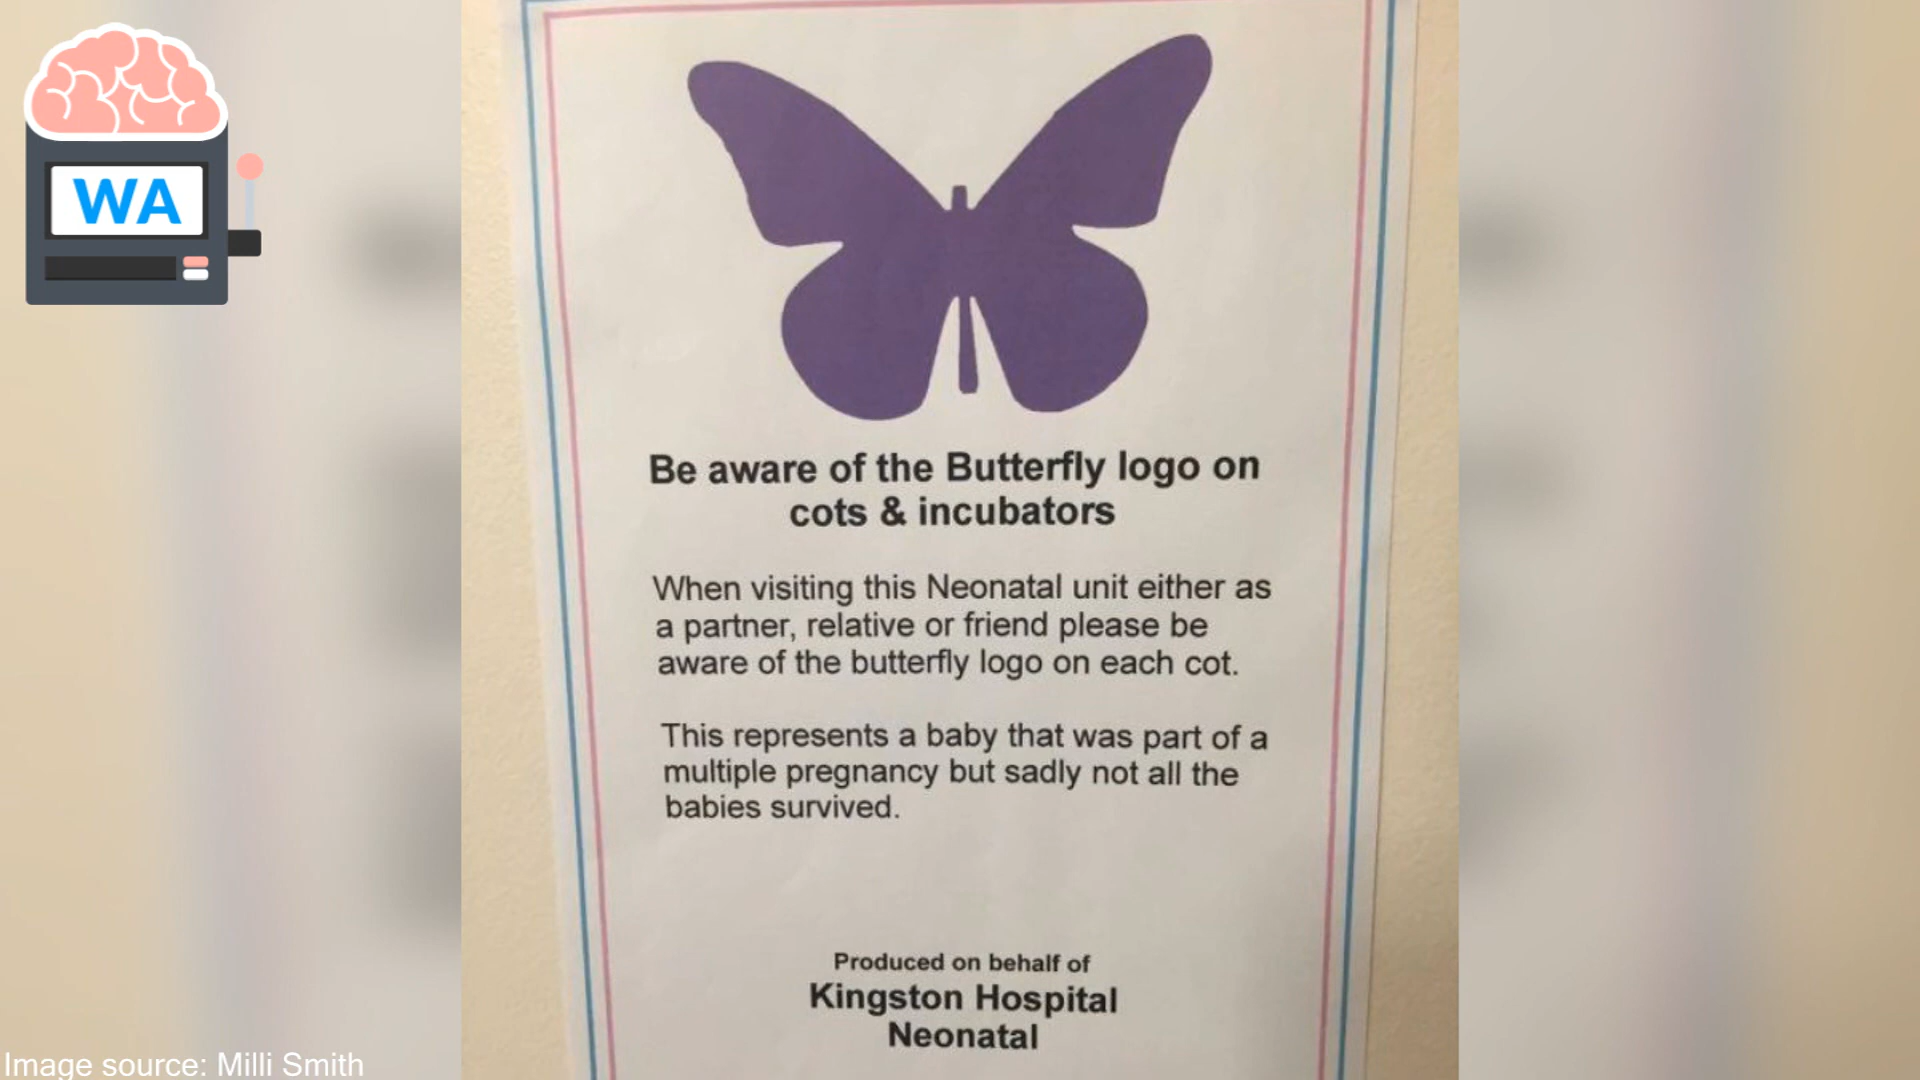 WA
Be aware of the Butterfly logo on
cots & incubators
When visiting this Neonatal unit either as
a partner, relative or friend please be
aware of the butterfly logo on each cot.
This represents a baby that was part of a
multiple pregnancy but sadly not all the
babies survived.
Produced on behalf of
Kingston Hospital
Neonatal
Image source: Milli Smith